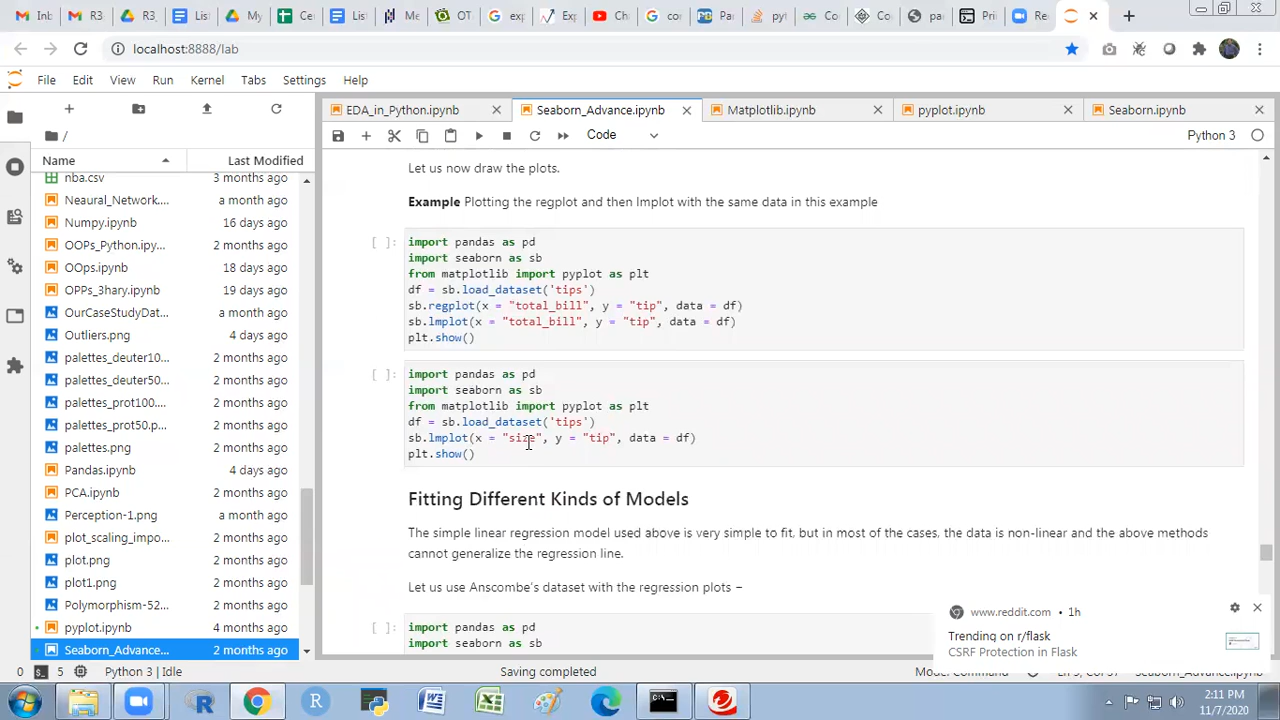 localhost:8888/lab
File Edit View Run Kernel Tabs Settings Help
EDA_in_Python.ipynb Seaborn_Advance.ipynb Matplotlib.ipynb pyplot.ipynb Seaborn.ipynb
Code Python 3
/
Name Last Modified
nba.csv 3 months ago
Neaural_Network.... a month ago
Numpy.ipynb 16 days ago
OOPs_Python.ipy... 2 months ago
OOps.ipynb 18 days ago
OPPs_3hary.ipynb 19 days ago
OurCaseStudyDat... a month ago
Outliers.png 4 days ago
palettes_deuter10... 2 months ago
palettes_deuter50... 2 months ago
palettes_prot100.... 2 months ago
palettes_prot50.p... 2 months ago
palettes.png 2 months ago
Pandas.ipynb 4 days ago
PCA.ipynb 2 months ago
Perception-1.png a month ago
plot_scaling_impo... 2 months ago
plot.png 2 months ago
plot1.png 2 months ago
Polymorphism-52... 2 months ago
pyplot.ipynb 4 months ago
Seaborn_Advance... 2 months ago
Let us now draw the plots.
Example Plotting the regplot and then lmplot with the same data in this example
[ ]: import pandas as pd
import seaborn as sb
from matplotlib import pyplot as plt
df = sb.load_dataset('tips')
sb.regplot(x = "total_bill", y = "tip", data = df)
sb.lmplot(x = "total_bill", y = "tip", data = df)
plt.show()
[ ]: import pandas as pd
import seaborn as sb
from matplotlib import pyplot as plt
df = sb.load_dataset('tips')
sb.lmplot(x = "size", y = "tip", data = df)
plt.show()
Fitting Different Kinds of Models
The simple linear regression model used above is very simple to fit, but in most of the cases, the data is non-linear and the above methods
cannot generalize the regression line.
Let us use Anscombe's dataset with the regression plots −
[ ]: import pandas as pd
import seaborn as sb
www.reddit.com • 1h
Trending on r/flask
CSRF Protection in Flask
0 5 Python 3 | Idle Saving completed
2:11 PM
11/7/2020